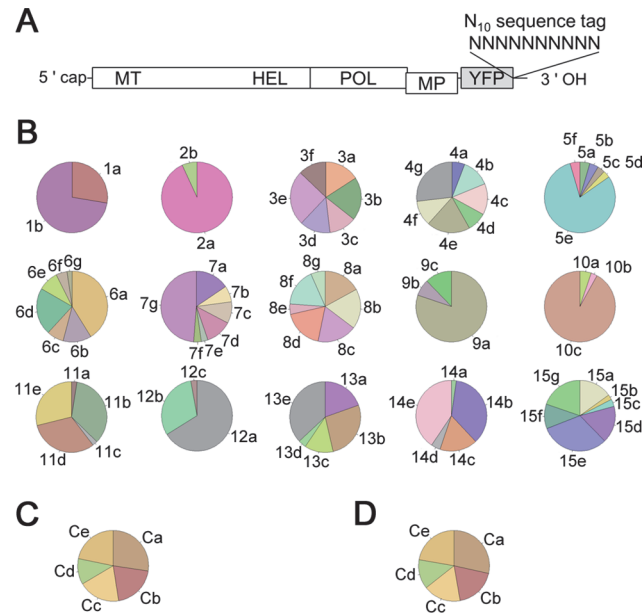 A
N10 sequence tag
NNNNNNNNNN
5 ' cap MT HEL POL MP YFP 3 ' OH
B
1a
1b
2b
2a
3f 3a
3e 3b
3d 3c
4a
4g 4b
4c
4f 4d
4e
5f 5a 5b
5c 5d
5e
6f 6g
6e 6a
6d
6c 6b
7a
7g 7b
7c
7d
7f 7e
8g 8a
8f
8e 8b
8d 8c
9c
9b
9a
10a 10b
10c
11a
11e 11b
11d 11c
12c
12b
12a
13a
13e
13b
13d 13c
14a
14e 14b
14d 14c
15a
15g 15b
15c
15f 15d
15e
C
Ce Ca
Cd
Cc Cb
D
Ce Ca
Cd
Cc Cb